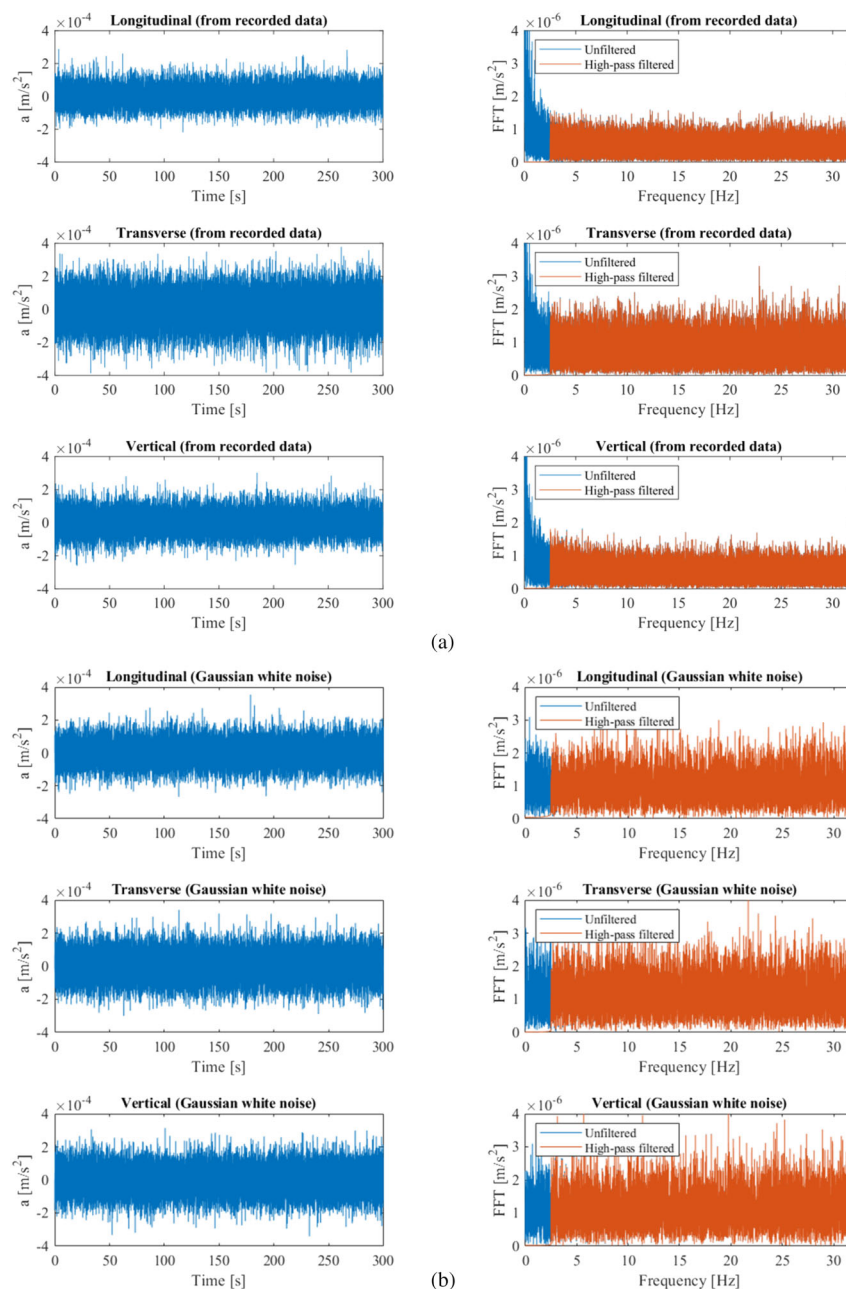 Longitudinal (from recorded data)
×10⁻⁴
4
2
0
-2
-4
a [m/s²]
0 50 100 150 200 250 300
Time [s]
Longitudinal (from recorded data)
×10⁻⁶
4
3
2
1
0
FFT [m/s²]
Unfiltered
High-pass filtered
0 5 10 15 20 25 30
Frequency [Hz]
Transverse (from recorded data)
×10⁻⁴
4
2
0
-2
-4
a [m/s²]
0 50 100 150 200 250 300
Time [s]
Transverse (from recorded data)
×10⁻⁶
4
3
2
1
0
FFT [m/s²]
Unfiltered
High-pass filtered
0 5 10 15 20 25 30
Frequency [Hz]
Vertical (from recorded data)
×10⁻⁴
4
2
0
-2
-4
a [m/s²]
0 50 100 150 200 250 300
Time [s]
Vertical (from recorded data)
×10⁻⁶
4
3
2
1
0
FFT [m/s²]
Unfiltered
High-pass filtered
0 5 10 15 20 25 30
Frequency [Hz]
(a)
Longitudinal (Gaussian white noise)
×10⁻⁴
4
2
0
-2
-4
a [m/s²]
0 50 100 150 200 250 300
Time [s]
Longitudinal (Gaussian white noise)
×10⁻⁶
4
3
2
1
0
FFT [m/s²]
Unfiltered
High-pass filtered
0 5 10 15 20 25 30
Frequency [Hz]
Transverse (Gaussian white noise)
×10⁻⁴
4
2
0
-2
-4
a [m/s²]
0 50 100 150 200 250 300
Time [s]
Transverse (Gaussian white noise)
×10⁻⁶
4
3
2
1
0
FFT [m/s²]
Unfiltered
High-pass filtered
0 5 10 15 20 25 30
Frequency [Hz]
Vertical (Gaussian white noise)
×10⁻⁴
4
2
0
-2
-4
a [m/s²]
0 50 100 150 200 250 300
Time [s]
Vertical (Gaussian white noise)
×10⁻⁶
4
3
2
1
0
FFT [m/s²]
Unfiltered
High-pass filtered
0 5 10 15 20 25 30
Frequency [Hz]
(b)